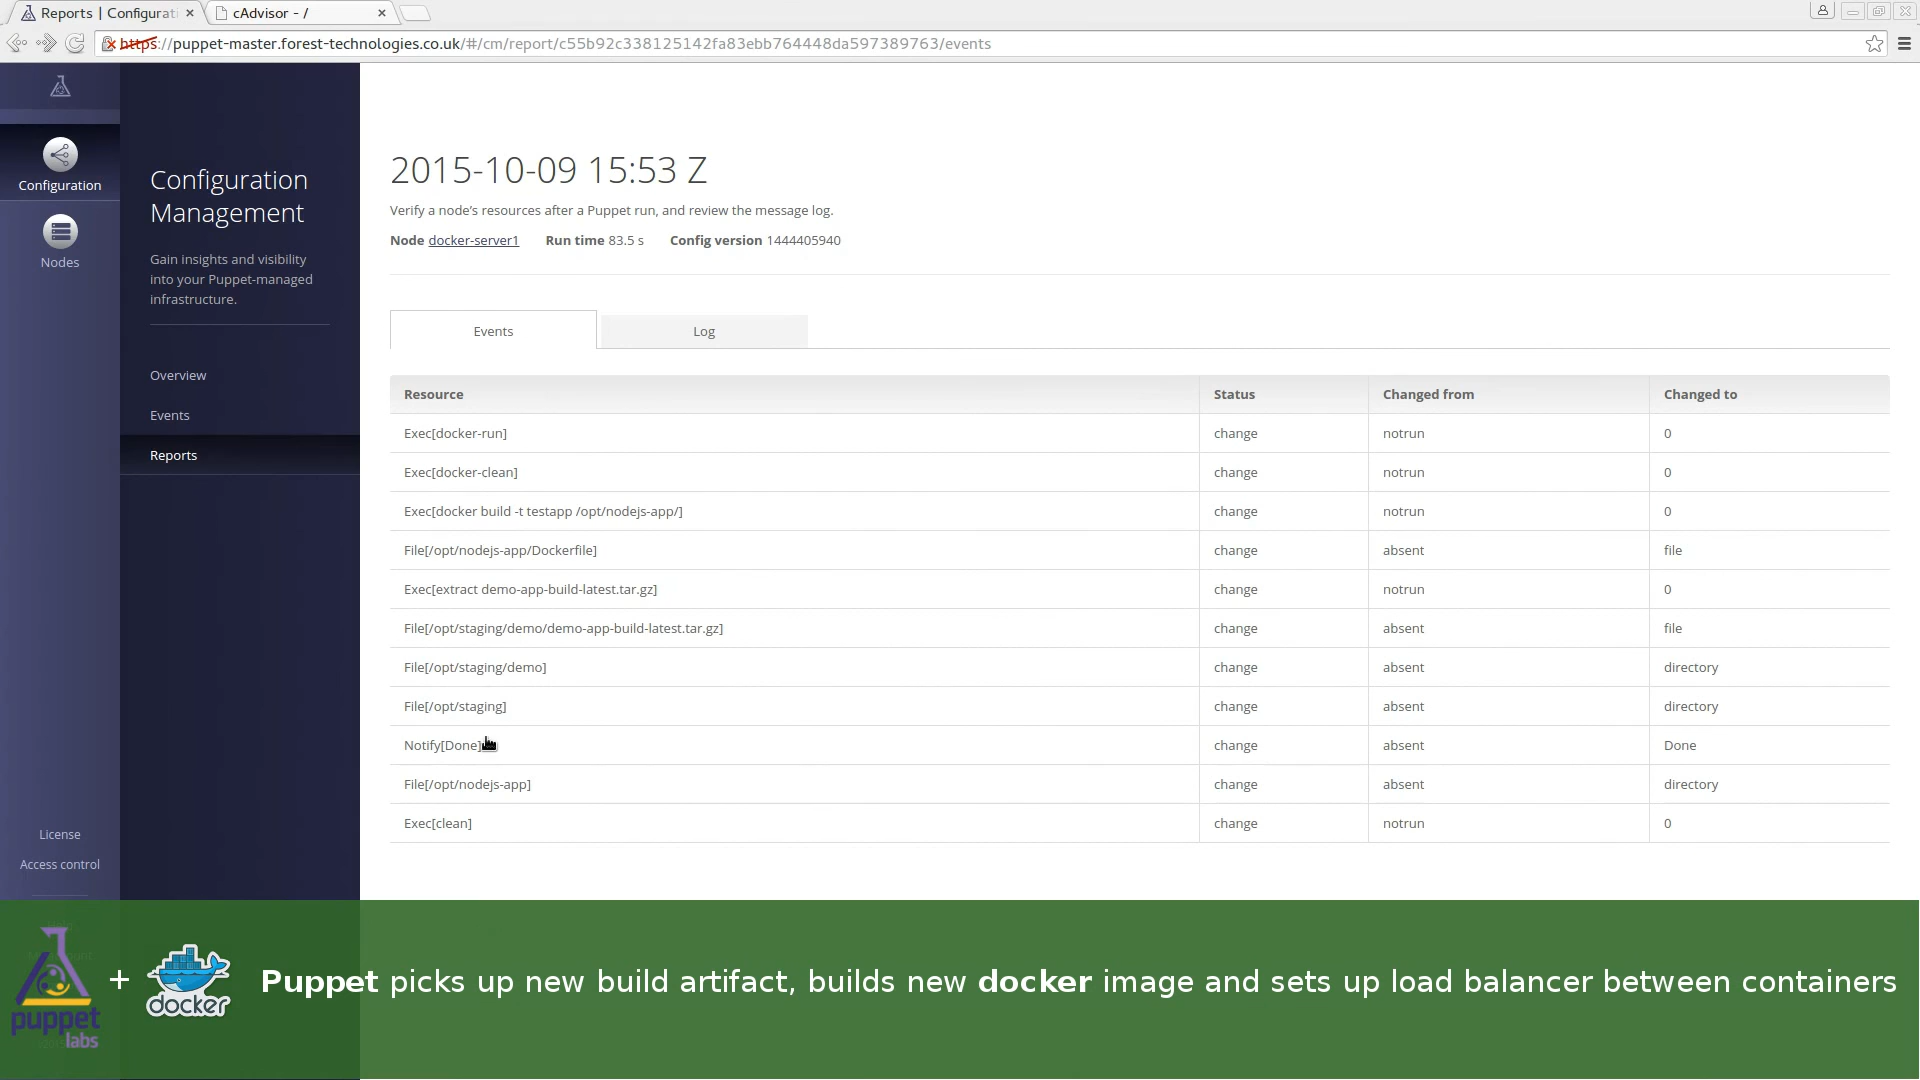 Reports | Configurat
cAdvisor - /
https://puppet-master.forest-technologies.co.uk/#/cm/report/c55b92c338125142fa83ebb764448da597389763/events
Configuration
Nodes
License
Access control
Configuration
Management
Gain insights and visibility
into your Puppet-managed
infrastructure.
Overview
Events
Reports
2015-10-09 15:53 Z
Verify a node's resources after a Puppet run, and review the message log.
Node docker-server1 Run time 83.5 s Config version 1444405940
Events Log
Resource Status Changed from Changed to
Exec[docker-run] change notrun 0
Exec[docker-clean] change notrun 0
Exec[docker build -t testapp /opt/nodejs-app/] change notrun 0
File[/opt/nodejs-app/Dockerfile] change absent file
Exec[extract demo-app-build-latest.tar.gz] change notrun 0
File[/opt/staging/demo/demo-app-build-latest.tar.gz] change absent file
File[/opt/staging/demo] change absent directory
File[/opt/staging] change absent directory
Notify[Done] change absent Done
File[/opt/nodejs-app] change absent directory
Exec[clean] change notrun 0
puppet
labs
+
docker
Puppet picks up new build artifact, builds new docker image and sets up load balancer between containers